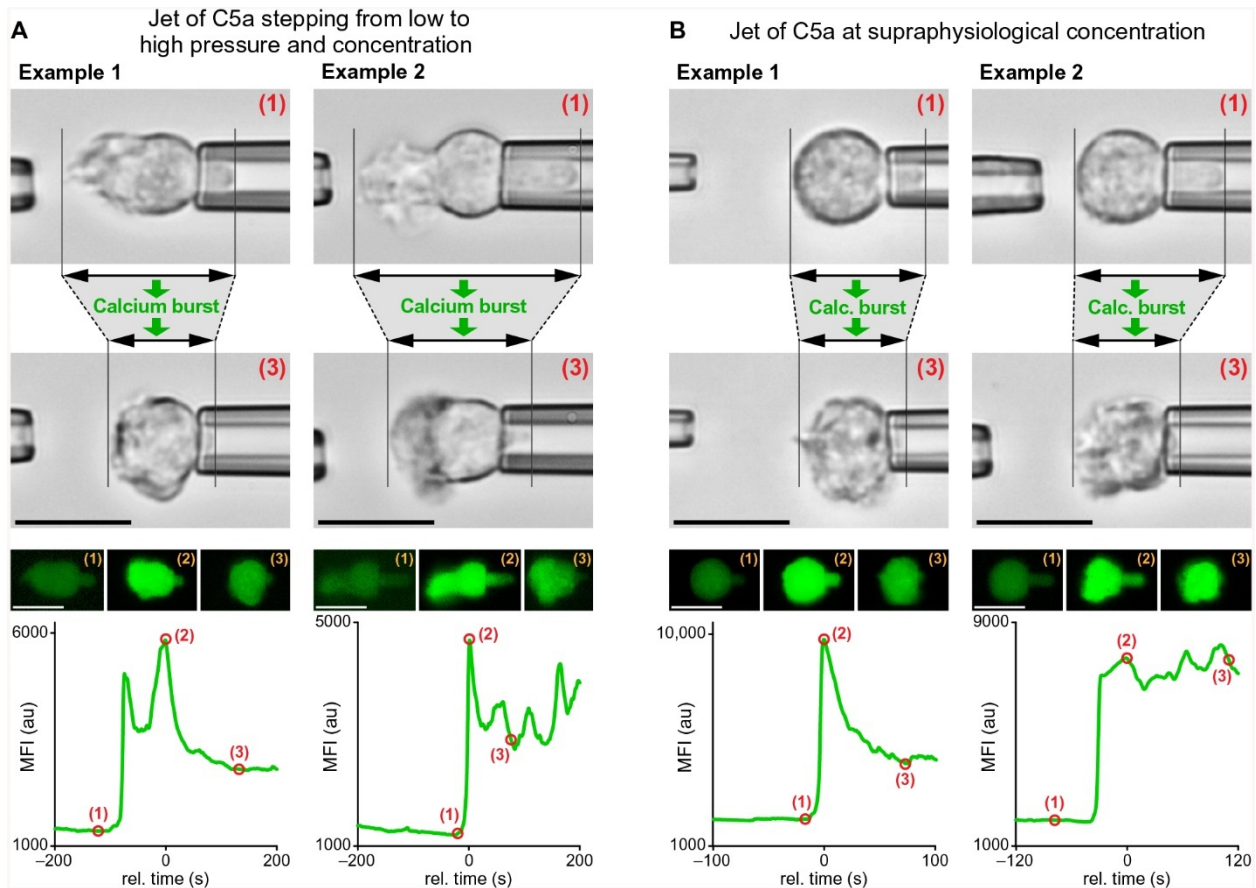 A
Jet of C5a stepping from low to
high pressure and concentration
Example 1
Example 2
(1)
(1)
Calcium burst
Calcium burst
(3)
(3)
(1)
(2)
(3)
(1)
(2)
(3)
6000
MFI (au)
1000
(1)
(2)
(3)
–200
0
200
rel. time (s)
5000
MFI (au)
1000
(1)
(2)
(3)
–200
0
200
rel. time (s)
B
Jet of C5a at supraphysiological concentration
Example 1
Example 2
(1)
(1)
Calc. burst
Calc. burst
(3)
(3)
(1)
(2)
(3)
(1)
(2)
(3)
10,000
MFI (au)
1000
(1)
(2)
(3)
–100
0
100
rel. time (s)
9000
MFI (au)
1000
(1)
(2)
(3)
–120
0
120
rel. time (s)